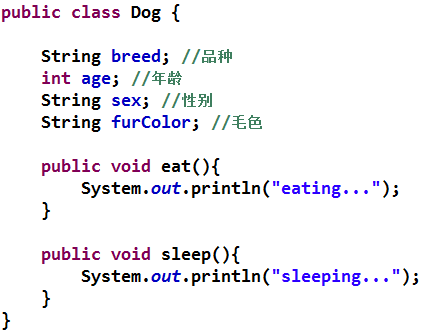 public class Dog {
String breed; //品种
int age; //年龄
String sex; //性别
String furColor; //毛色
public void eat(){
System.out.println("eating...");
}
public void sleep(){
System.out.println("sleeping...");
}
}